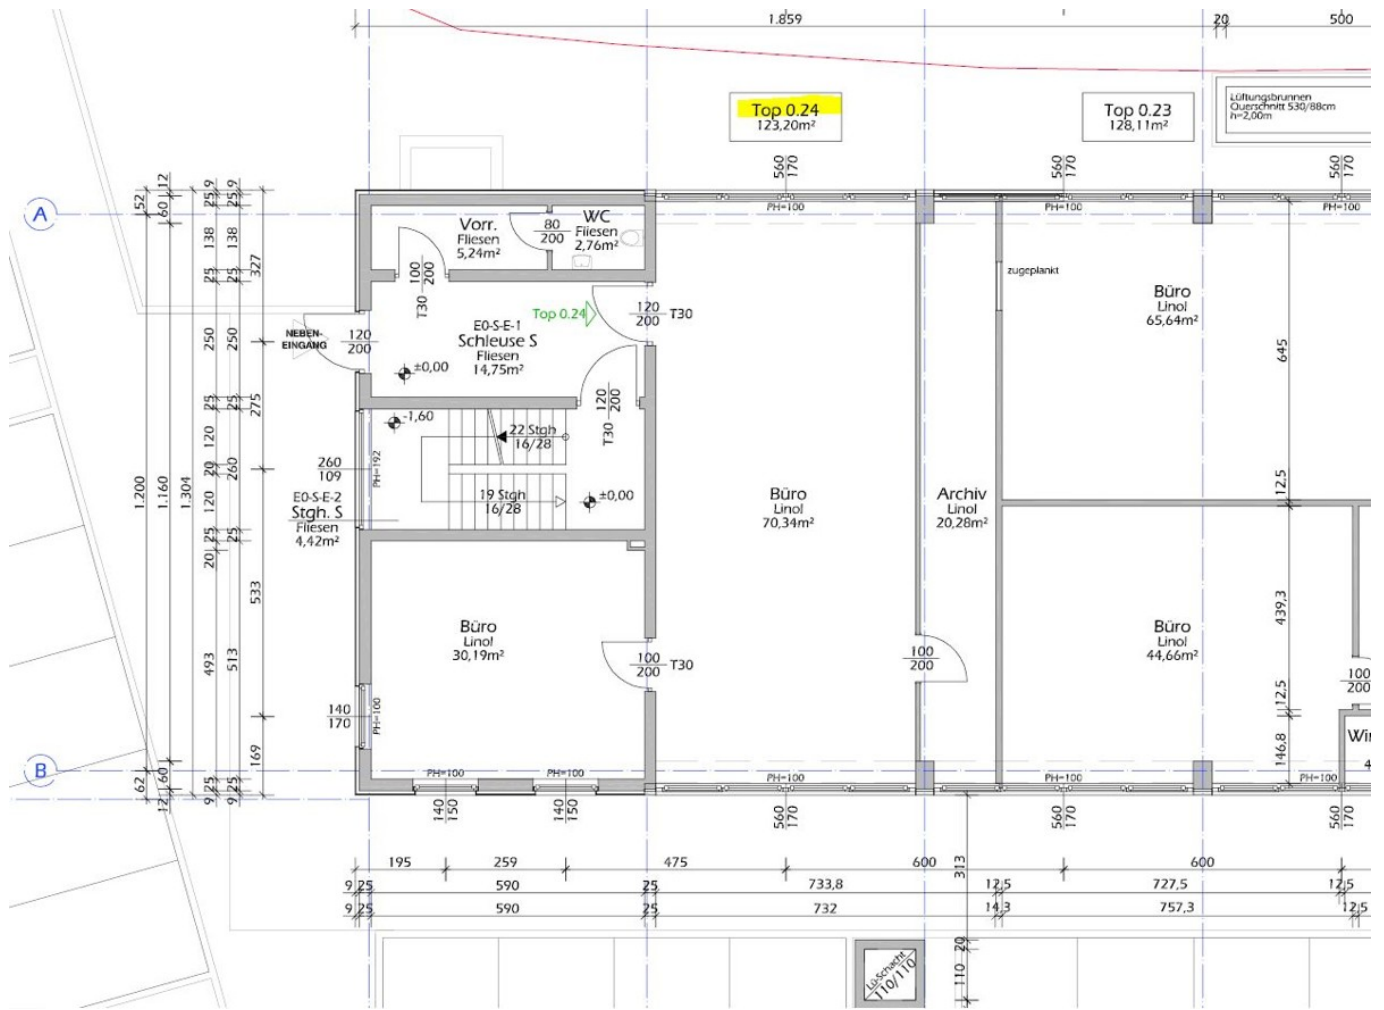 1.859
20
500
Top 0.24
123,20m²
Top 0.23
128,11m²
Lüftungsbrunnen
Querschnitt 530/88cm
h=2,00m
560
170
560
170
560
170
PH=100
PH=100
PH=100
A
52
12
60
25,9
25,9
138
138
25
25
327
250
250
25
25
275
120
20
260
120
1.200
1.160
1.304
25
25
20
533
493
513
169
B
62
60
12
9,25
9,25
Vorr.
Fliesen
5,24m²
80
200
WC
Fliesen
2,76m²
100
200
T30
zugeplankt
Büro
Linol
65,64m²
NEBEN-
EINGANG
120
200
E0-S-E-1
Schleuse S
Fliesen
14,75m²
Top 0.24
120
200
T30
±0,00
120
200
T30
645
-1,60
22 Stgh
16/28
260
109
PH=192
E0-S-E-2
Stgh. S
Fliesen
4,42m²
19 Stgh
16/28
±0,00
Büro
Linol
70,34m²
Archiv
Linol
20,28m²
12,5
439,3
Büro
Linol
30,19m²
100
200
T30
100
200
Büro
Linol
44,66m²
100
200
12,5
146,8
140
170
PH=100
PH=100
PH=100
PH=100
PH=100
PH=100
140
150
140
150
560
170
560
170
560
170
195
259
475
600
313
600
9,25
590
25
733,8
12,5
727,5
12,5
9,25
590
25
732
14,3
757,3
12,5
Lü-Schacht
110/110
20
110